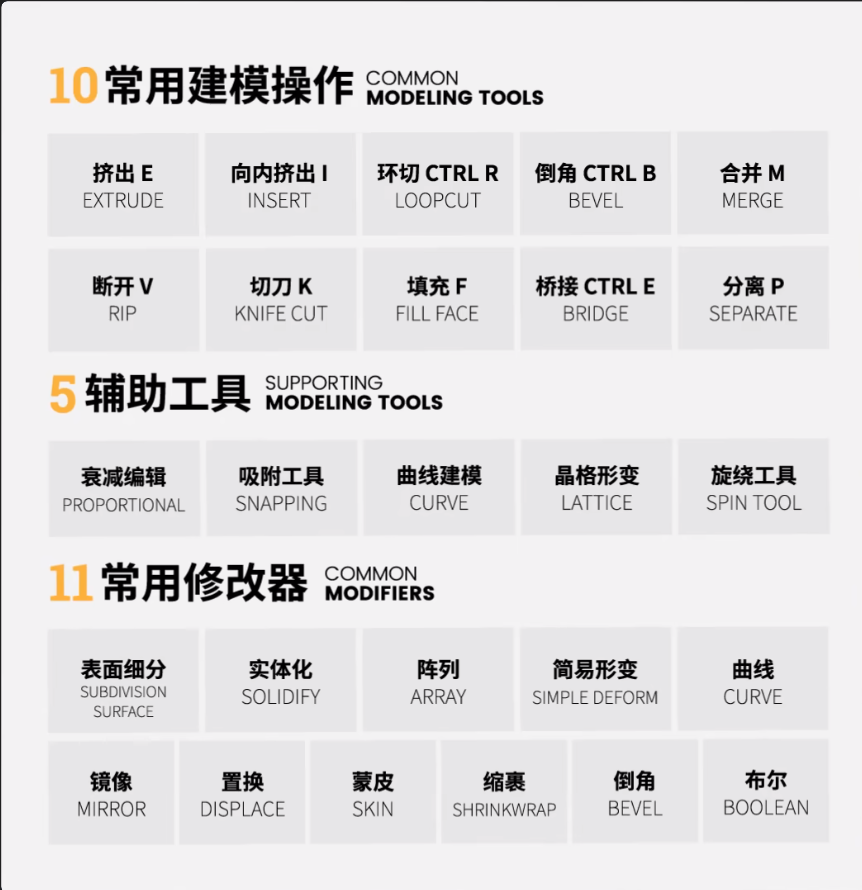 10 常用建模操作 COMMON
MODELING TOOLS
挤出 E
EXTRUDE
向内挤出 I
INSERT
环切 CTRL R
LOOPCUT
倒角 CTRL B
BEVEL
合并 M
MERGE
断开 V
RIP
切刀 K
KNIFE CUT
填充 F
FILL FACE
桥接 CTRL E
BRIDGE
分离 P
SEPARATE
5 辅助工具 SUPPORTING
MODELING TOOLS
衰减编辑
PROPORTIONAL
吸附工具
SNAPPING
曲线建模
CURVE
晶格形变
LATTICE
旋绕工具
SPIN TOOL
11 常用修改器 COMMON
MODIFIERS
表面细分
SUBDIVISION
SURFACE
实体化
SOLIDIFY
阵列
ARRAY
简易形变
SIMPLE DEFORM
曲线
CURVE
镜像
MIRROR
置换
DISPLACE
蒙皮
SKIN
缩裹
SHRINKWRAP
倒角
BEVEL
布尔
BOOLEAN